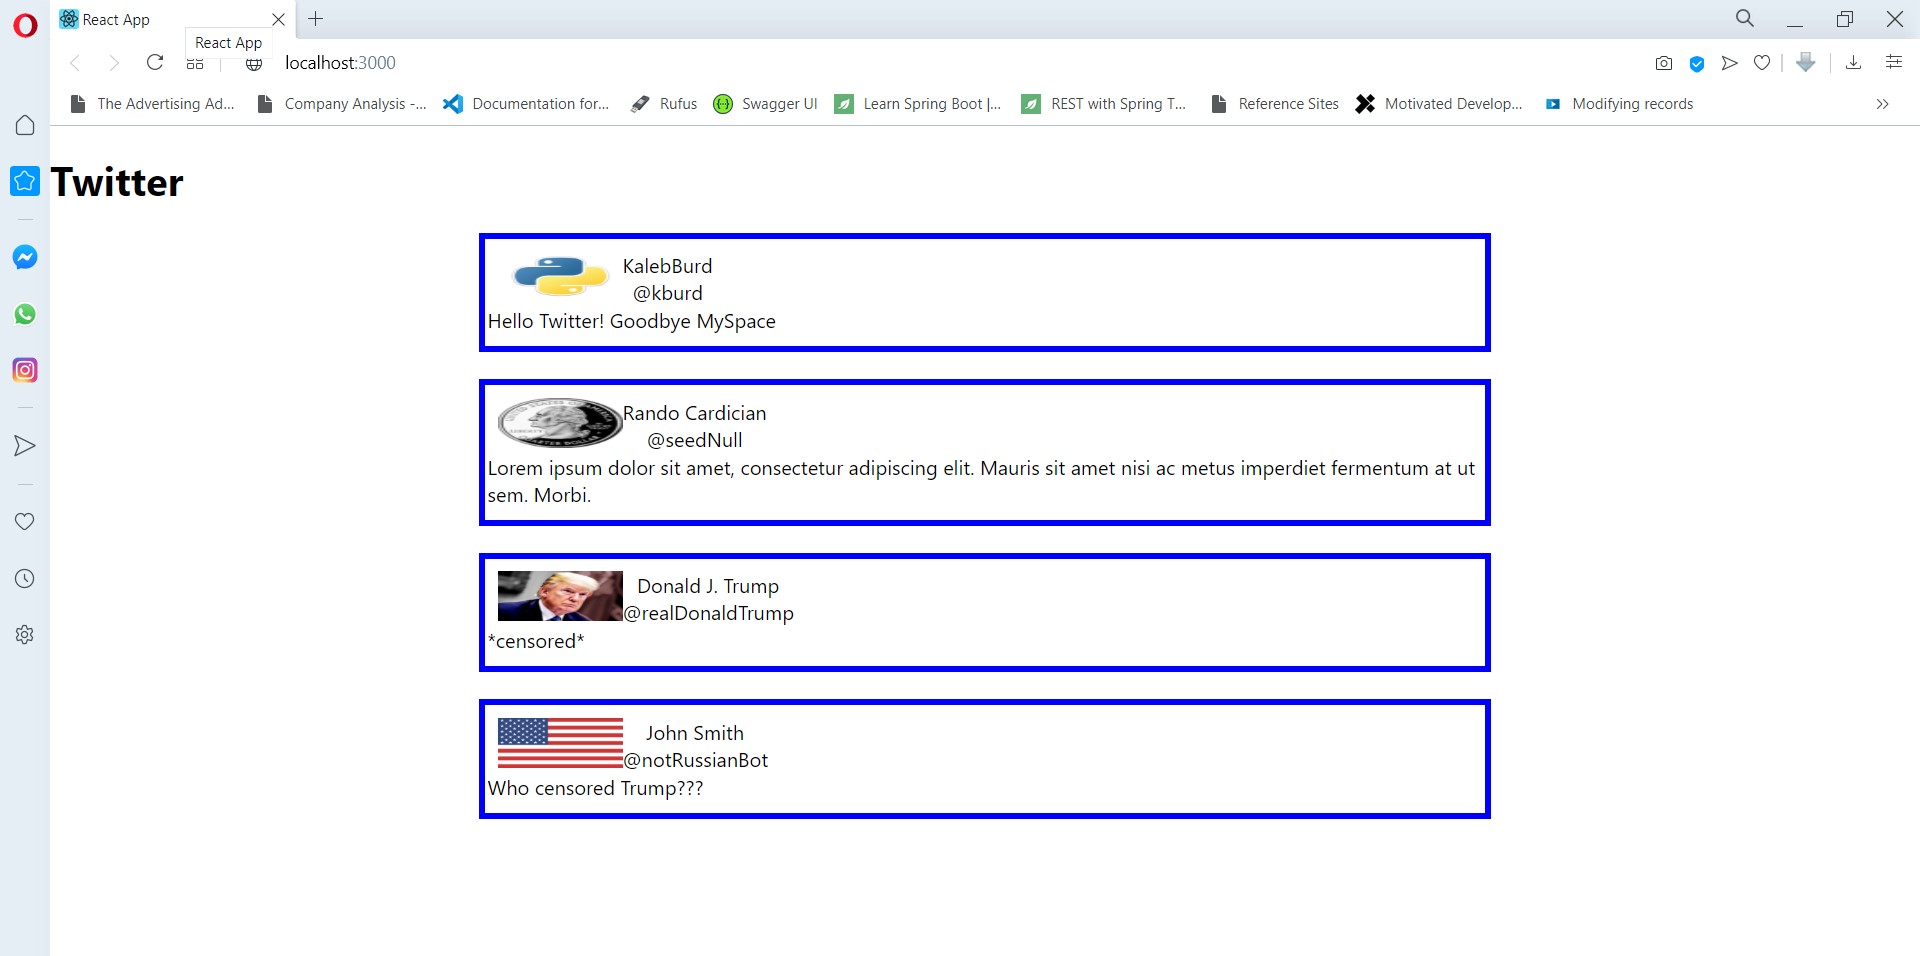 React App
React App
localhost:3000
The Advertising Ad...
Company Analysis -...
Documentation for...
Rufus
Swagger UI
Learn Spring Boot |...
REST with Spring T...
Reference Sites
Motivated Develop...
Modifying records
Twitter
KalebBurd
@kburd
Hello Twitter! Goodbye MySpace
Rando Cardician
@seedNull
Lorem ipsum dolor sit amet, consectetur adipiscing elit. Mauris sit amet nisi ac metus imperdiet fermentum at ut
sem. Morbi.
Donald J. Trump
@realDonaldTrump
*censored*
John Smith
@notRussianBot
Who censored Trump???